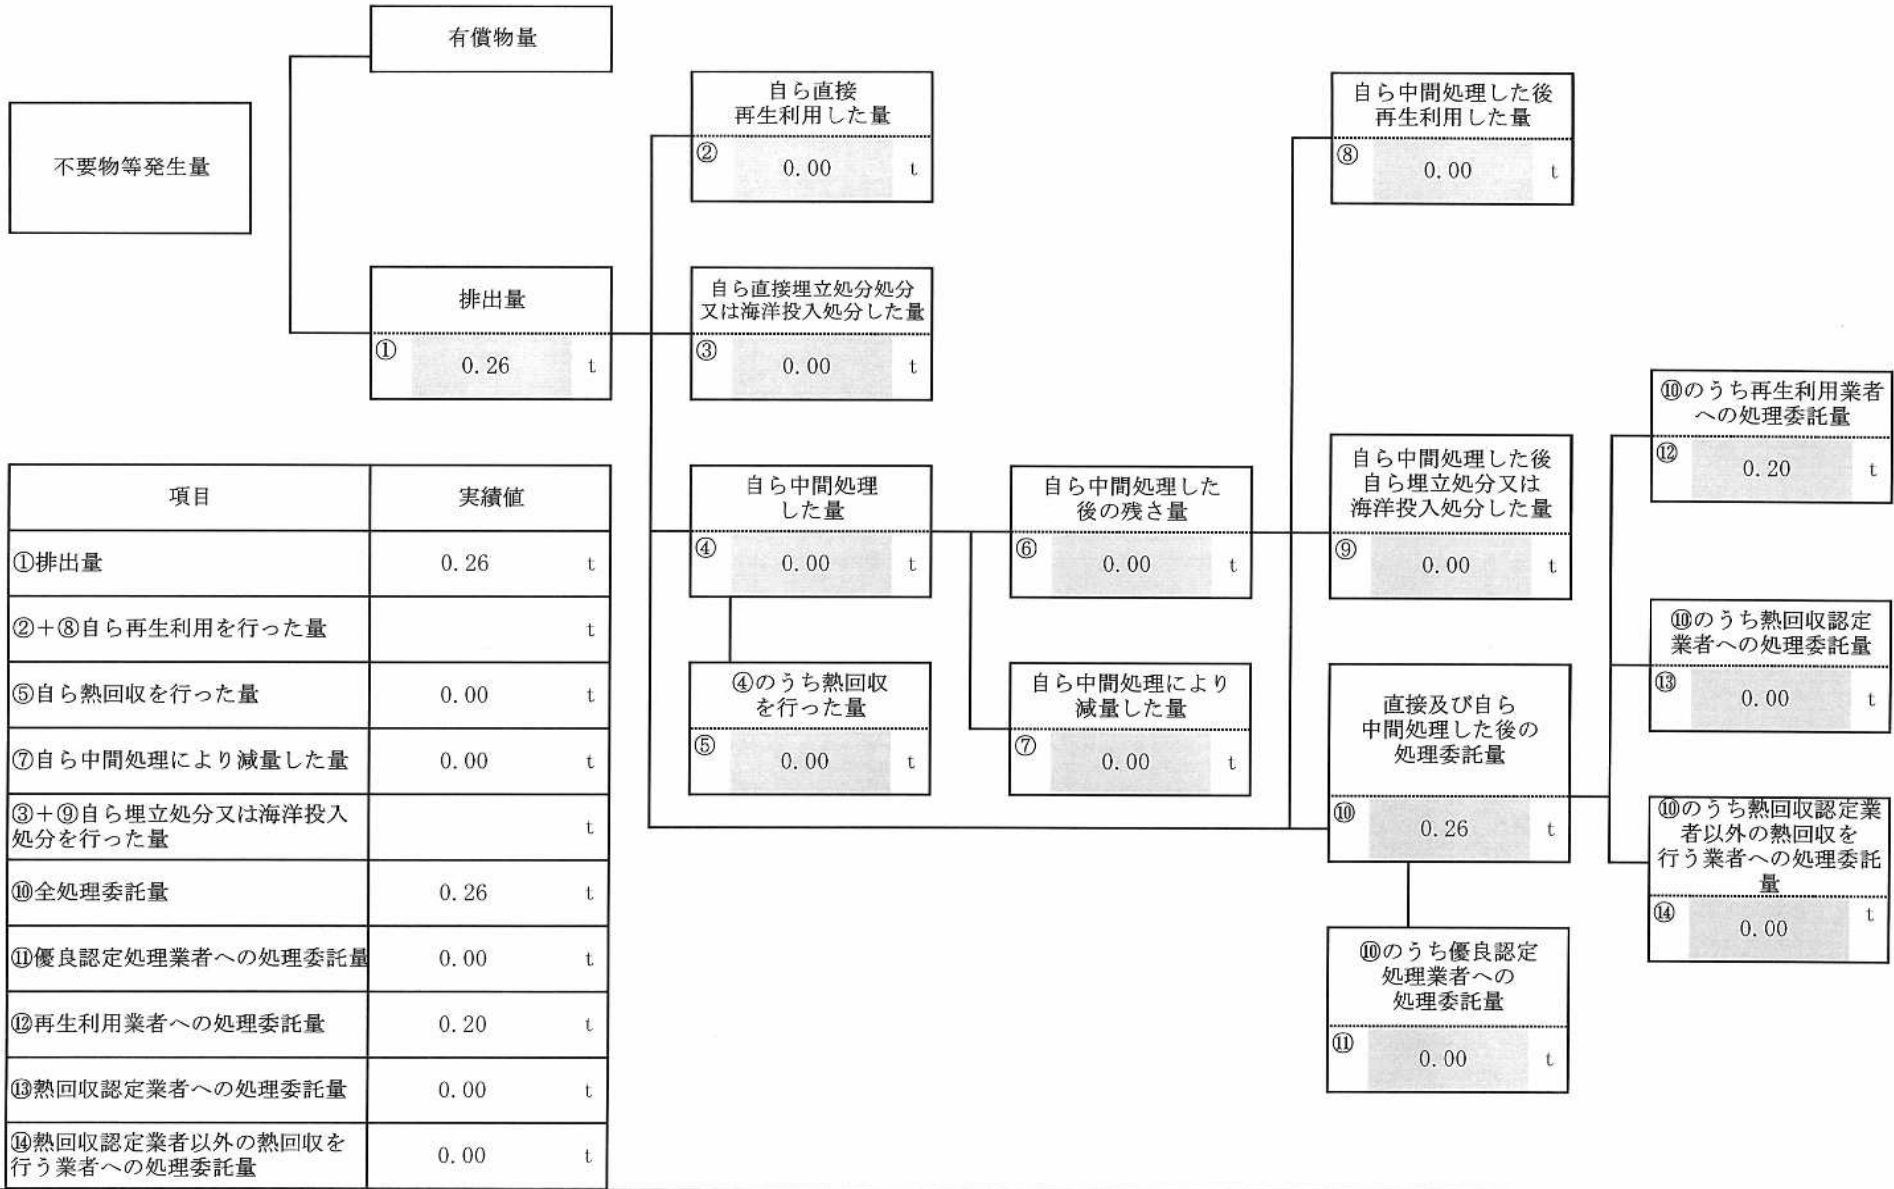 有償物量
不要物等発生量
自ら直接
再生利用した量
② 0.00 t
自ら中間処理した後
再生利用した量
⑧ 0.00 t
排出量
① 0.26 t
自ら直接埋立処分処分
又は海洋投入処分した量
③ 0.00 t
自ら中間処理
した量
④ 0.00 t
自ら中間処理した
後の残さ量
⑥ 0.00 t
自ら中間処理した後
自ら埋立処分又は
海洋投入処分した量
⑨ 0.00 t
⑩のうち再生利用業者
への処理委託量
⑫ 0.20 t
④のうち熱回収
を行った量
⑤ 0.00 t
自ら中間処理により
減量した量
⑦ 0.00 t
直接及び自ら
中間処理した後の
処理委託量
⑩ 0.26 t
⑩のうち熱回収認定
業者への処理委託量
⑬ 0.00 t
⑩のうち熱回収認定業
者以外の熱回収を
行う業者への処理委託
量
⑭ 0.00 t
⑩のうち優良認定
処理業者への
処理委託量
⑪ 0.00 t
項目 実績値
①排出量 0.26 t
②+⑧自ら再生利用を行った量 t
⑤自ら熱回収を行った量 0.00 t
⑦自ら中間処理により減量した量 0.00 t
③+⑨自ら埋立処分又は海洋投入
処分を行った量 t
⑩全処理委託量 0.26 t
⑪優良認定処理業者への処理委託量 0.00 t
⑫再生利用業者への処理委託量 0.20 t
⑬熱回収認定業者への処理委託量 0.00 t
⑭熱回収認定業者以外の熱回収を
行う業者への処理委託量 0.00 t